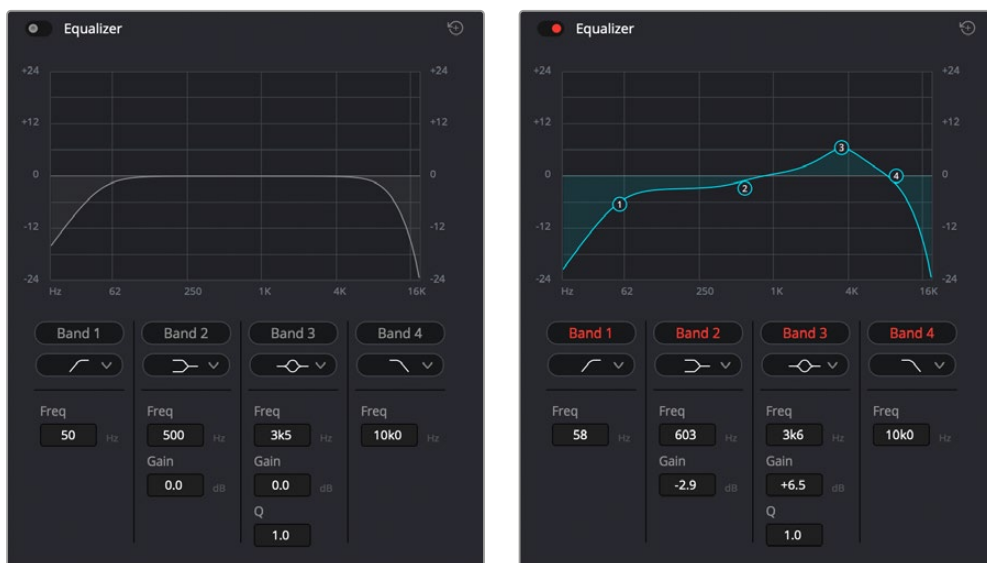 Equalizer
+24 +24
+12 +12
0 0
-12 -12
-24 -24
Hz 62 250 1K 4K 16K
Band 1 Band 2 Band 3 Band 4
Freq Freq Freq Freq
50 Hz 500 Hz 3k5 Hz 10k0 Hz
Gain Gain
0.0 dB 0.0 dB
Q
1.0
Equalizer
+24 +24
+12 +12
0 0
-12 -12
-24 -24
1 2 3 4
Hz 62 250 1K 4K 16K
Band 1 Band 2 Band 3 Band 4
Freq Freq Freq Freq
58 Hz 603 Hz 3k6 Hz 10k0 Hz
Gain Gain
-2.9 dB +6.5 dB
Q
1.0